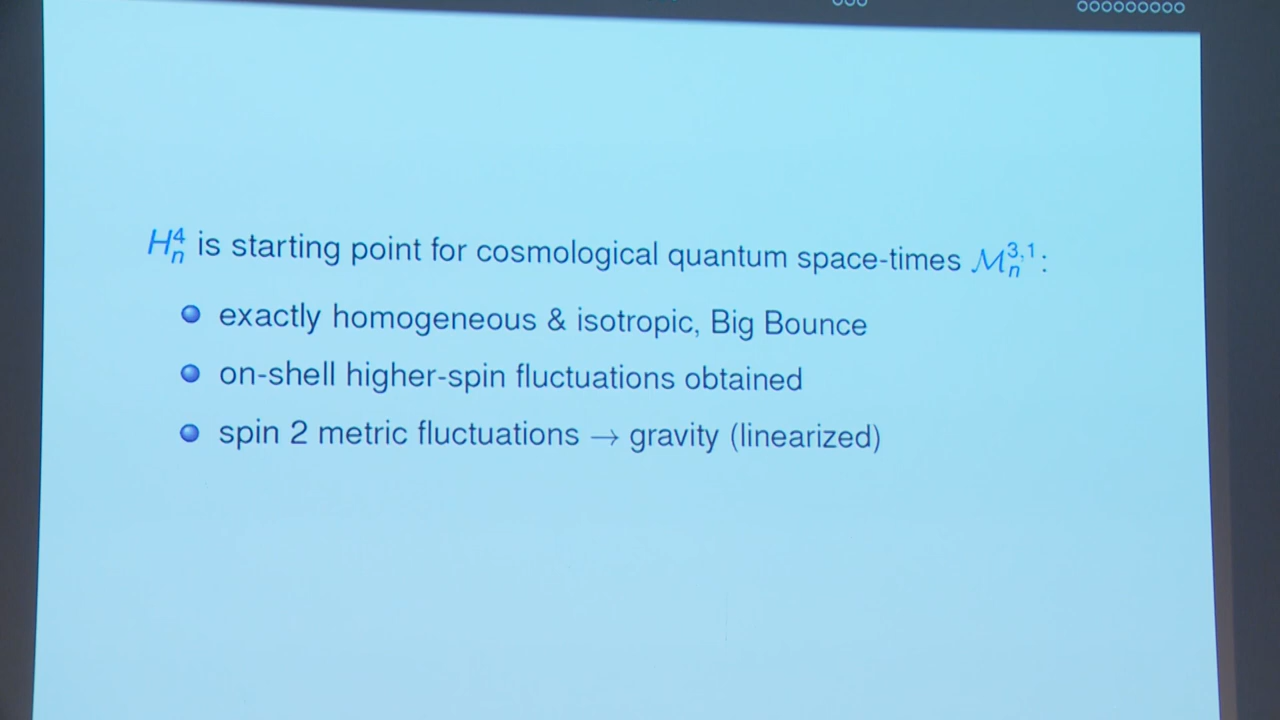 H⁴ₙ is starting point for cosmological quantum space-times ℳ³,¹ₙ:
exactly homogeneous & isotropic, Big Bounce
on-shell higher-spin fluctuations obtained
spin 2 metric fluctuations → gravity (linearized)